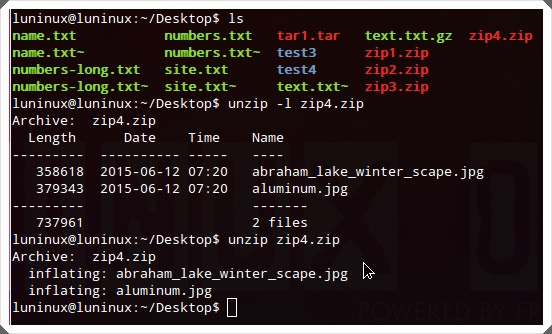 luninux@luninux:~/Desktop$ ls
name.txt numbers.txt tar1.tar text.txt.gz zip4.zip
name.txt~ numbers.txt~ test3 zip1.zip
numbers-long.txt site.txt test4 zip2.zip
numbers-long.txt~ site.txt~ text.txt~ zip3.zip
luninux@luninux:~/Desktop$ unzip -l zip4.zip
Archive:  zip4.zip
  Length      Date    Time    Name
---------  ---------- -----   ----
   358618  2015-06-12 07:20   abraham_lake_winter_scape.jpg
   379343  2015-06-12 07:20   aluminum.jpg
---------                     -------
   737961                     2 files
luninux@luninux:~/Desktop$ unzip zip4.zip
Archive:  zip4.zip
  inflating: abraham_lake_winter_scape.jpg
  inflating: aluminum.jpg
luninux@luninux:~/Desktop$
POWERED BY FR